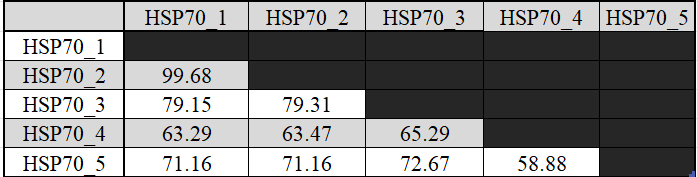 HSP70_1 HSP70_2 HSP70_3 HSP70_4 HSP70_5
HSP70_1
HSP70_2 99.68
HSP70_3 79.15 79.31
HSP70_4 63.29 63.47 65.29
HSP70_5 71.16 71.16 72.67 58.88